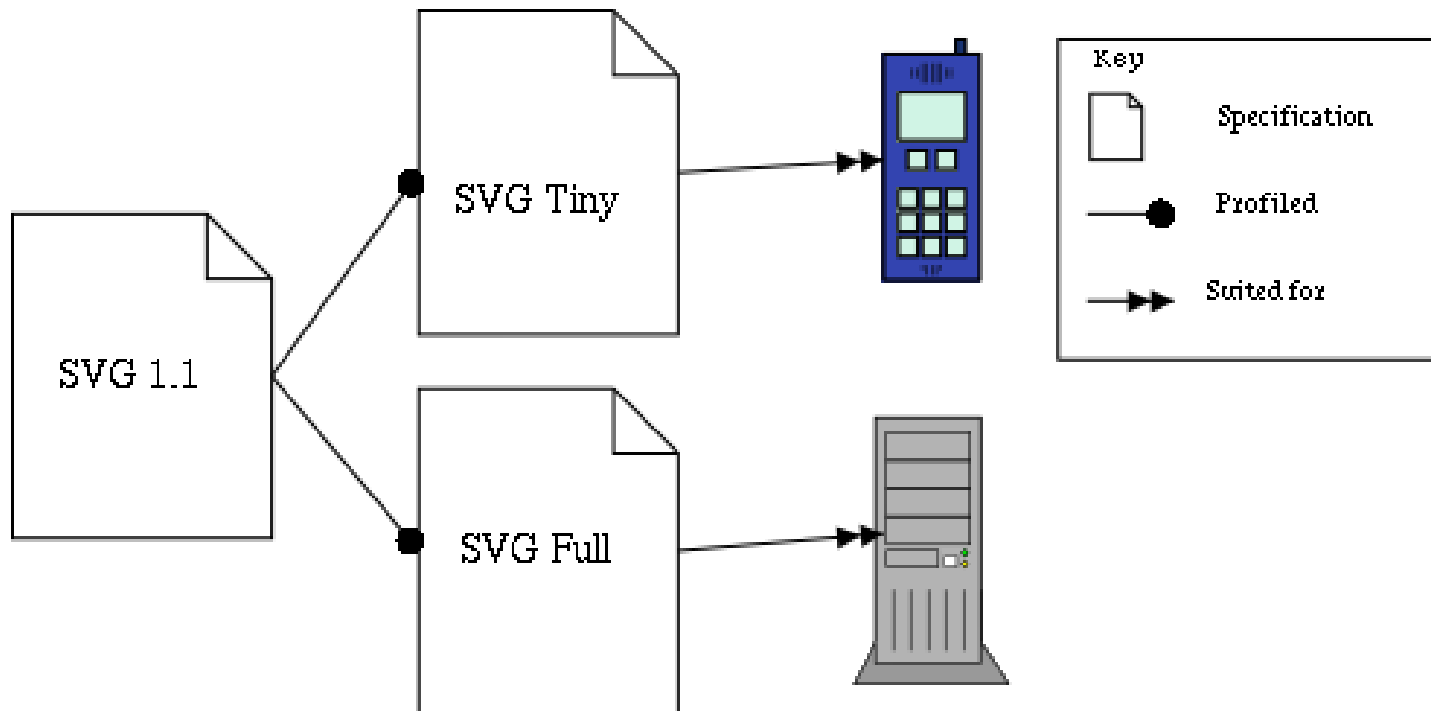 SVG 1.1
SVG Tiny
SVG Full
Key
Specification
Profiled
Suited for